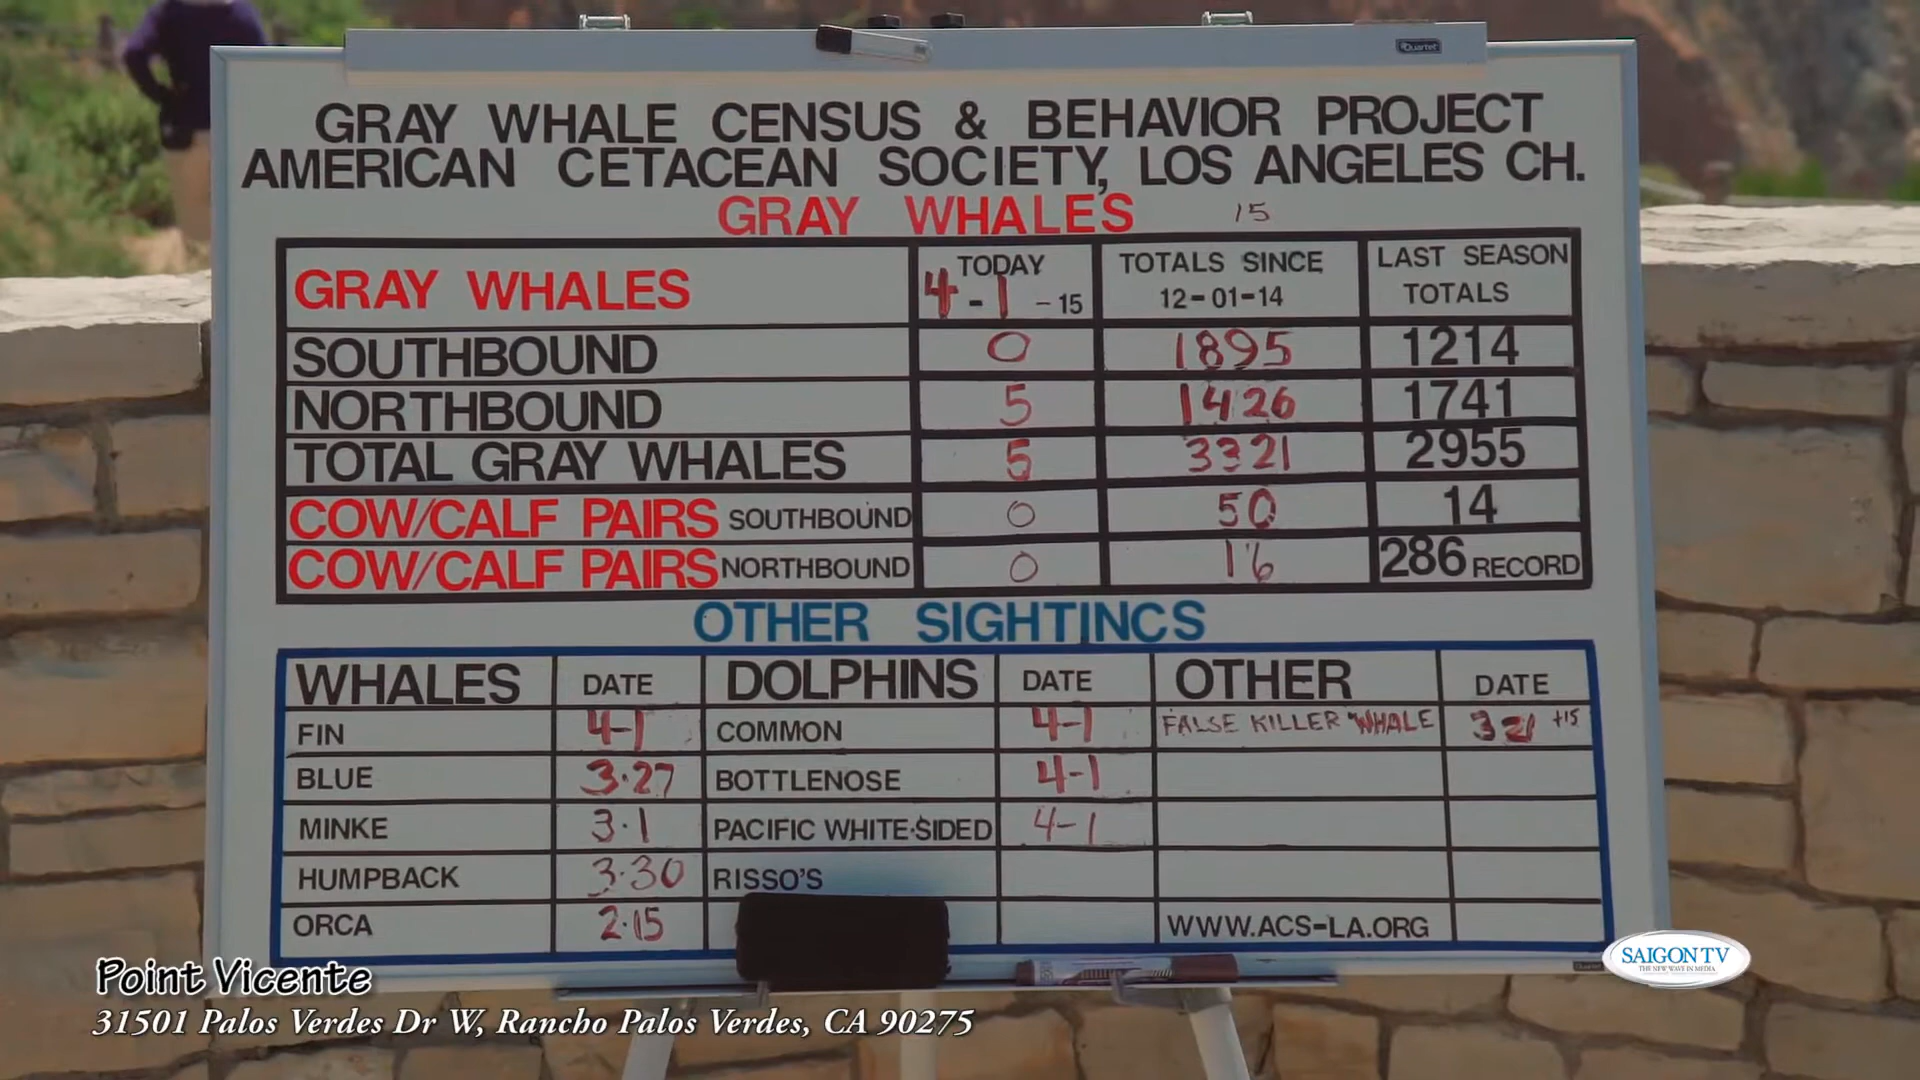 Quartet
GRAY WHALE CENSUS & BEHAVIOR PROJECT
AMERICAN CETACEAN SOCIETY, LOS ANGELES CH.
GRAY WHALES 15
GRAY WHALES TODAY 4-1-15 TOTALS SINCE 12-01-14 LAST SEASON TOTALS
SOUTHBOUND 0 1895 1214
NORTHBOUND 5 1426 1741
TOTAL GRAY WHALES 5 3321 2955
COW/CALF PAIRS SOUTHBOUND 0 50 14
COW/CALF PAIRS NORTHBOUND 0 16 286 RECORD
OTHER SIGHTINCS
WHALES DATE DOLPHINS DATE OTHER DATE
FIN 4-1 COMMON 4-1 FALSE KILLER WHALE 3 21 +15
BLUE 3·27 BOTTLENOSE 4-1
MINKE 3·1 PACIFIC WHITE-SIDED 4-1
HUMPBACK 3·30 RISSO'S
ORCA 2·15 WWW.ACS-LA.ORG
Point Vicente
31501 Palos Verdes Dr W, Rancho Palos Verdes, CA 90275
SAIGON TV
THE NEW WAVE IN MEDIA